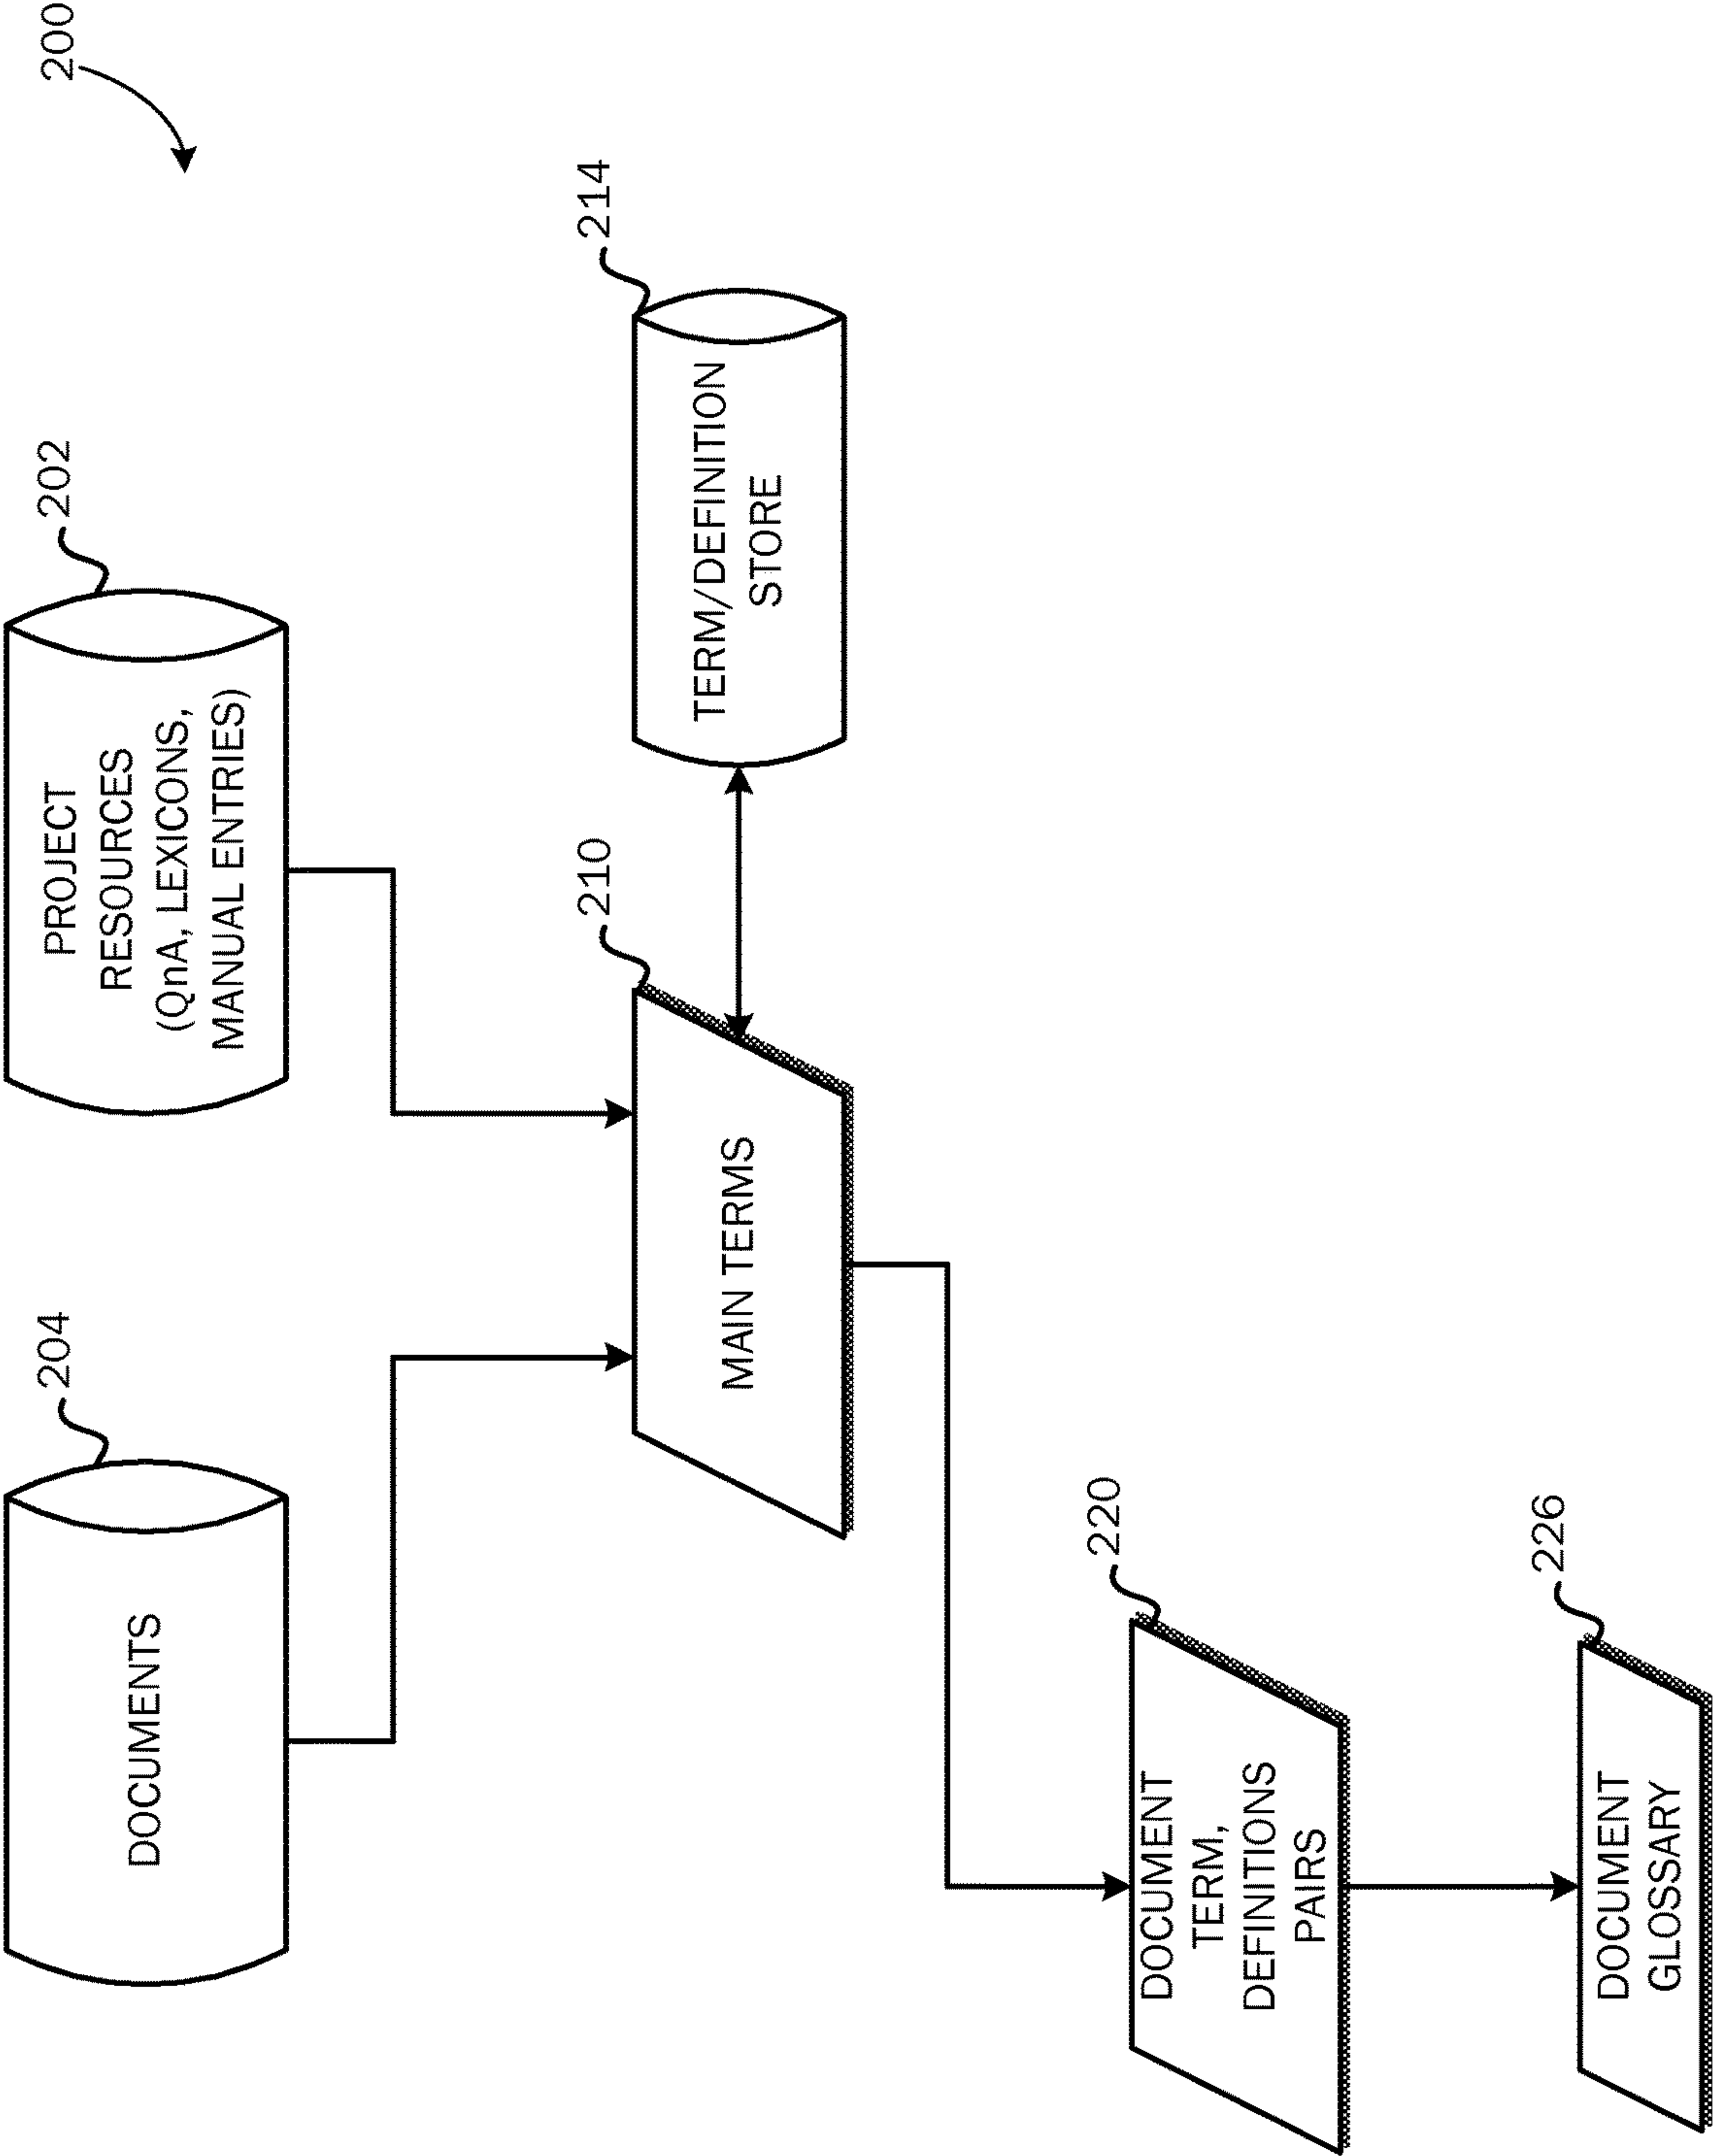 200
202
PROJECT
RESOURCES
(QnA, LEXICONS,
MANUAL ENTRIES)
204
DOCUMENTS
214
TERM/DEFINITION
STORE
210
MAIN TERMS
220
DOCUMENT
TERM,
DEFINITIONS
PAIRS
226
DOCUMENT
GLOSSARY